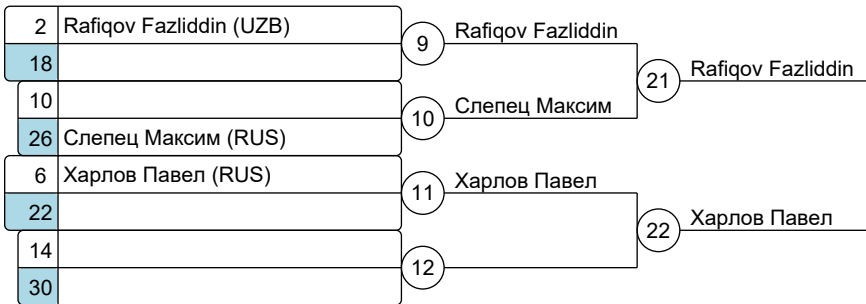 2 Rafiqov Fazliddin (UZB)
9 Rafiqov Fazliddin
18
21 Rafiqov Fazliddin
10
10 Слепец Максим
26 Слепец Максим (RUS)
6 Харлов Павел (RUS)
11 Харлов Павел
22
22 Харлов Павел
14
12
30